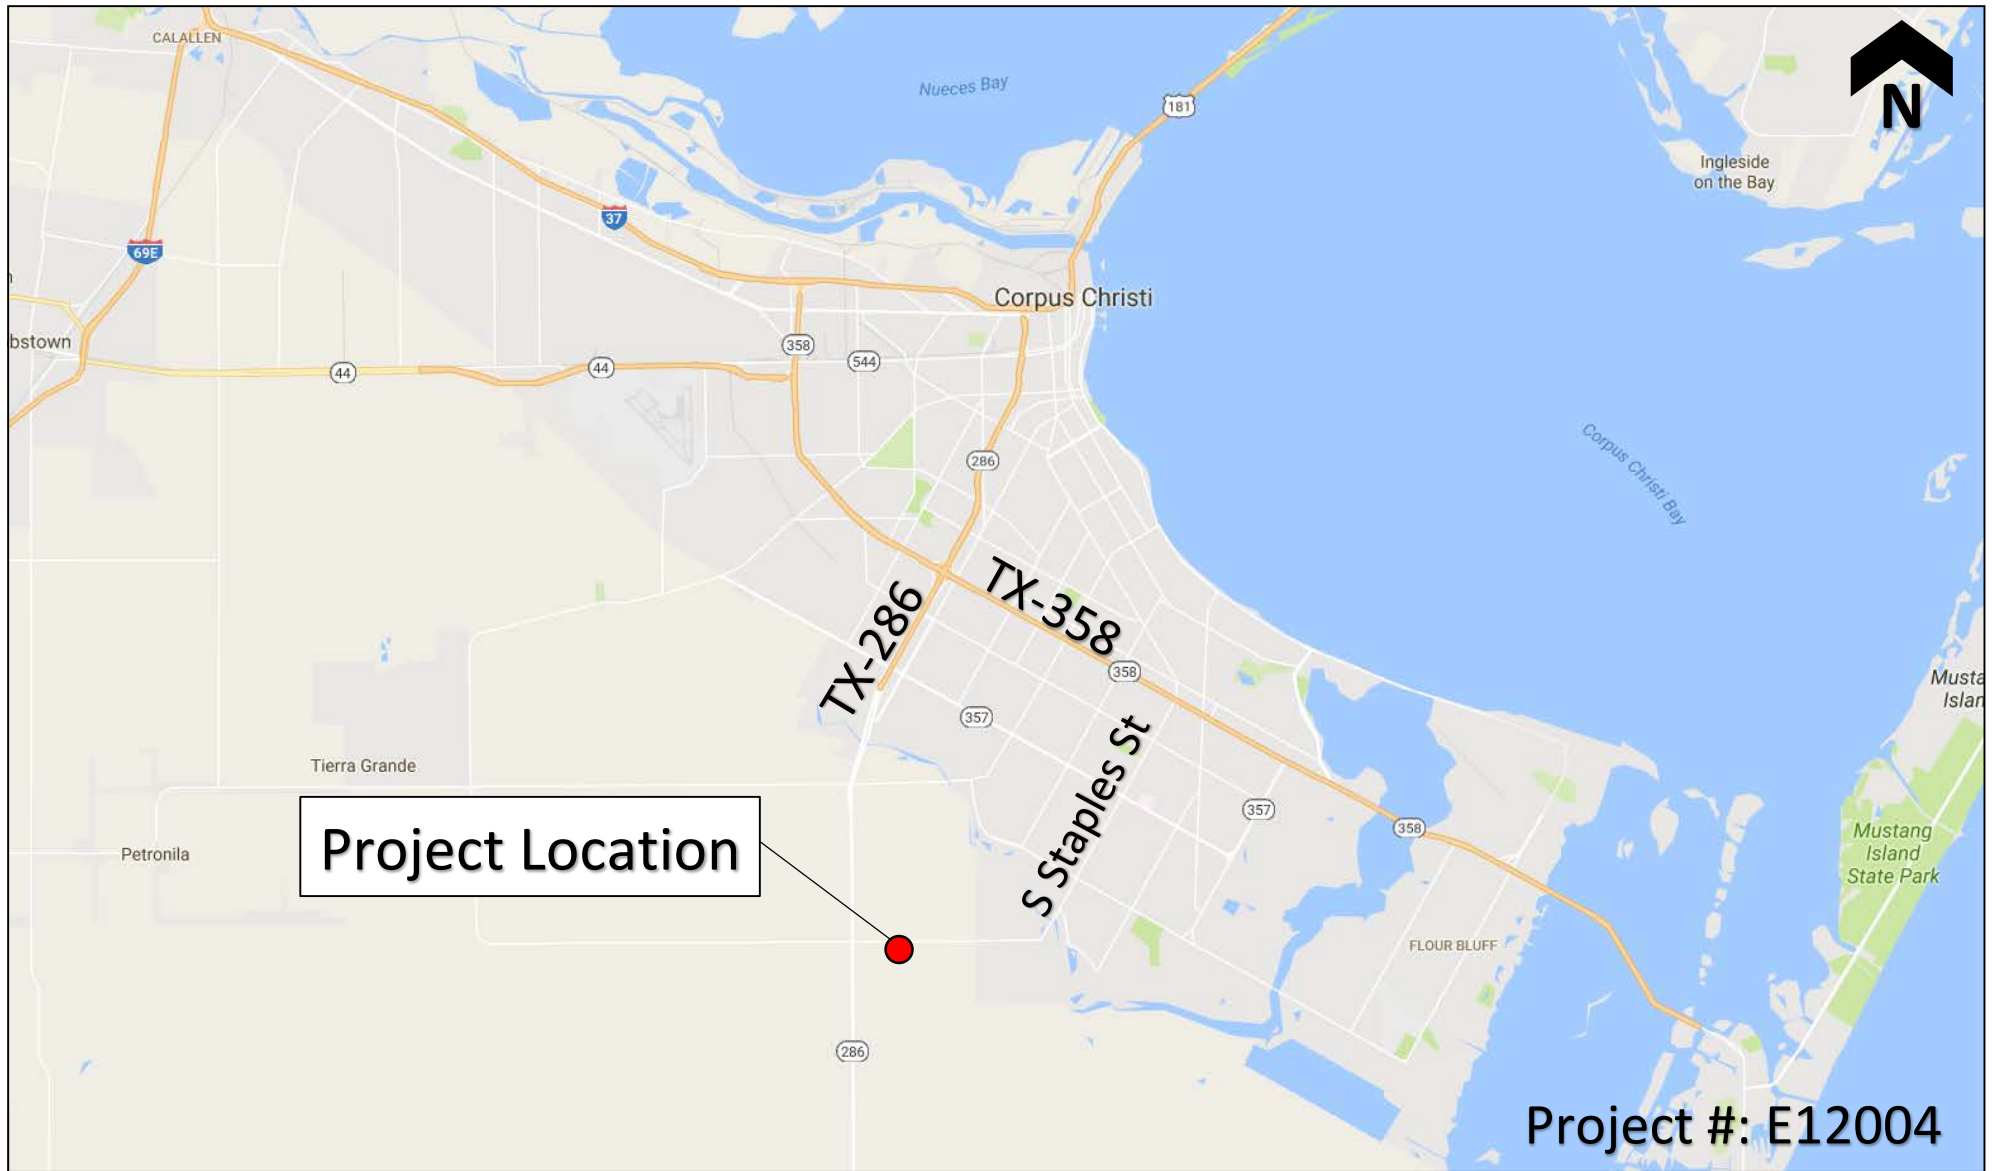 CALALLEN
Nueces Bay
181
N
Ingleside
on the Bay
37
69E
Corpus Christi
bstown
358
544
44
44
286
Corpus Christi Bay
TX-286
TX-358
358
Musta
Islan
357
S Staples St
Tierra Grande
357
358
Project Location
Petronila
Mustang
Island
State Park
FLOUR BLUFF
286
Project #: E12004